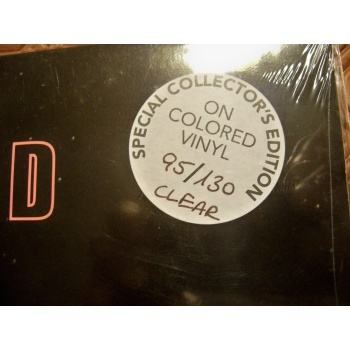 SPECIAL COLLECTOR'S EDITION
ON
COLORED
VINYL
95/130
CLEAR
D